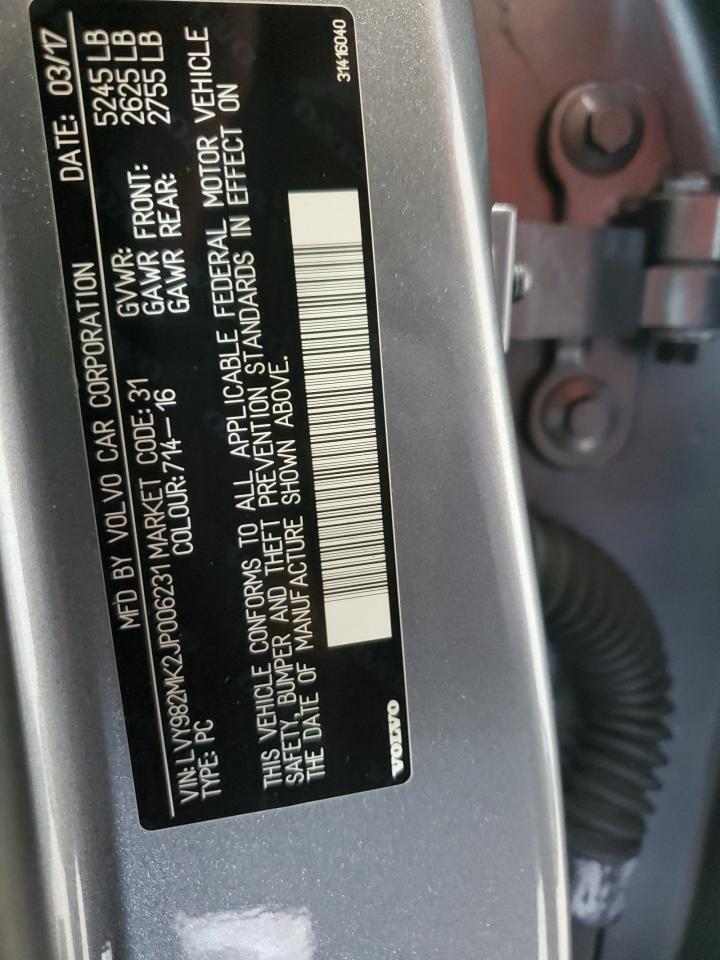 MFD BY VOLVO CAR CORPORATION DATE: 03/17
VIN: LVY982MK2JP006231 MARKET CODE: 31 GVWR: 5245 LB
TYPE: PC COLOUR: 714-16 GAWR FRONT: 2625 LB
GAWR REAR: 2755 LB
THIS VEHICLE CONFORMS TO ALL APPLICABLE FEDERAL MOTOR VEHICLE
SAFETY, BUMPER AND THEFT PREVENTION STANDARDS IN EFFECT ON
THE DATE OF MANUFACTURE SHOWN ABOVE.
31416040
VOLVO